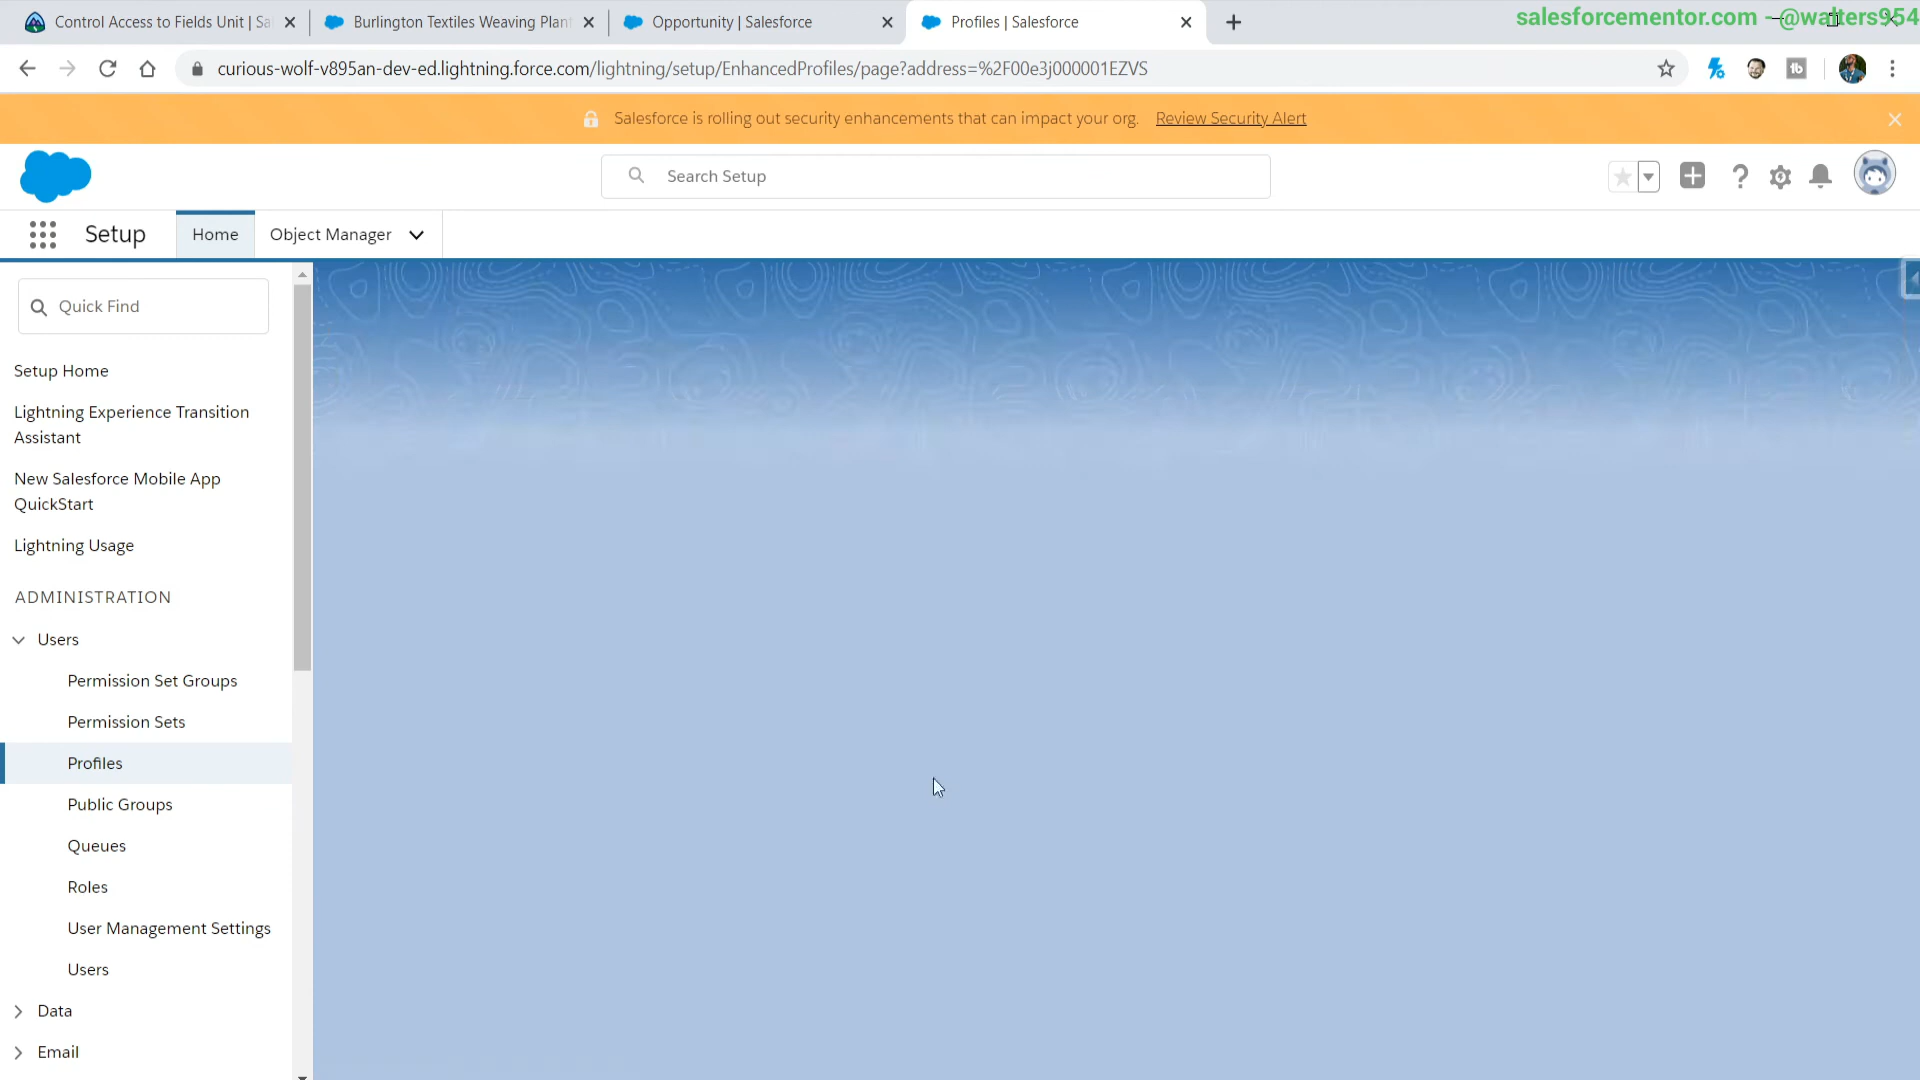 Control Access to Fields Unit | Sa
Burlington Textiles Weaving Plant
Opportunity | Salesforce
Profiles | Salesforce
salesforcementor.com - @walters954
curious-wolf-v895an-dev-ed.lightning.force.com/lightning/setup/EnhancedProfiles/page?address=%2F00e3j000001EZVS
Salesforce is rolling out security enhancements that can impact your org. Review Security Alert
Search Setup
Setup
Home
Object Manager
Quick Find
Setup Home
Lightning Experience Transition
Assistant
New Salesforce Mobile App
QuickStart
Lightning Usage
ADMINISTRATION
Users
Permission Set Groups
Permission Sets
Profiles
Public Groups
Queues
Roles
User Management Settings
Users
Data
Email